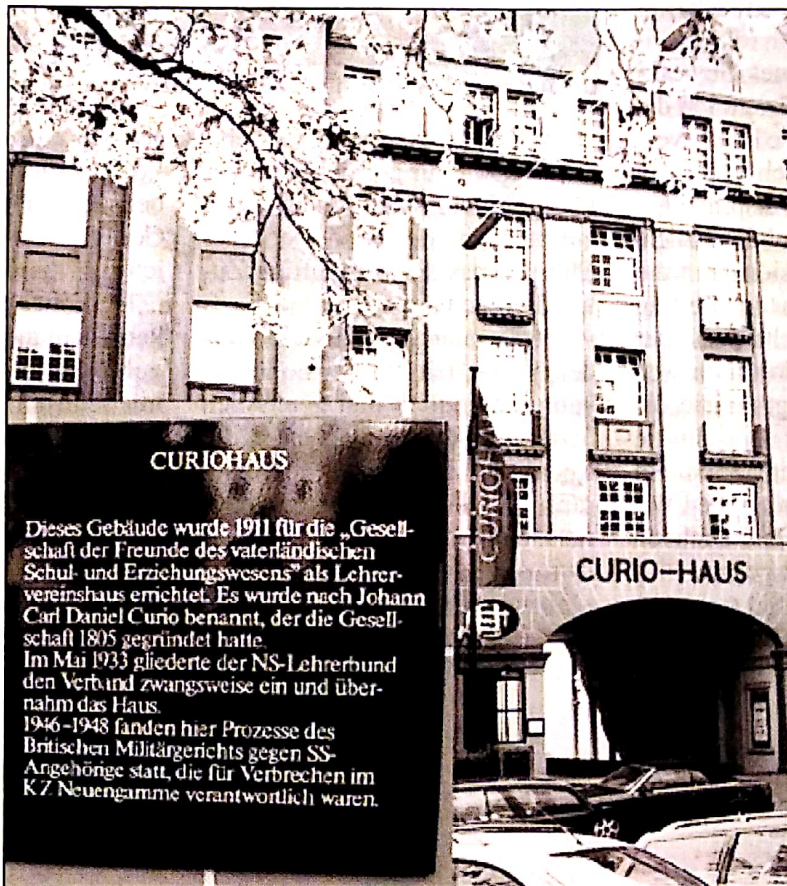 CURIOHAUS
Dieses Gebäude wurde 1911 für die „Gesell-
schaft der Freunde des vaterländischen
Schul- und Erziehungswesens” als Lehrer-
vereinshaus errichtet. Es wurde nach Johann
Carl Daniel Curio benannt, der die Gesell-
schaft 1805 gegründet hatte.
Im Mai 1933 gliederte der NS-Lehrerbund
den Verband zwangsweise ein und über-
nahm das Haus.
1946-1948 fanden hier Prozesse des
Britischen Militärgerichts gegen SS-
Angehörige statt, die für Verbrechen im
KZ Neuengamme verantwortlich waren.
CURIOHA
CURIO-HAUS